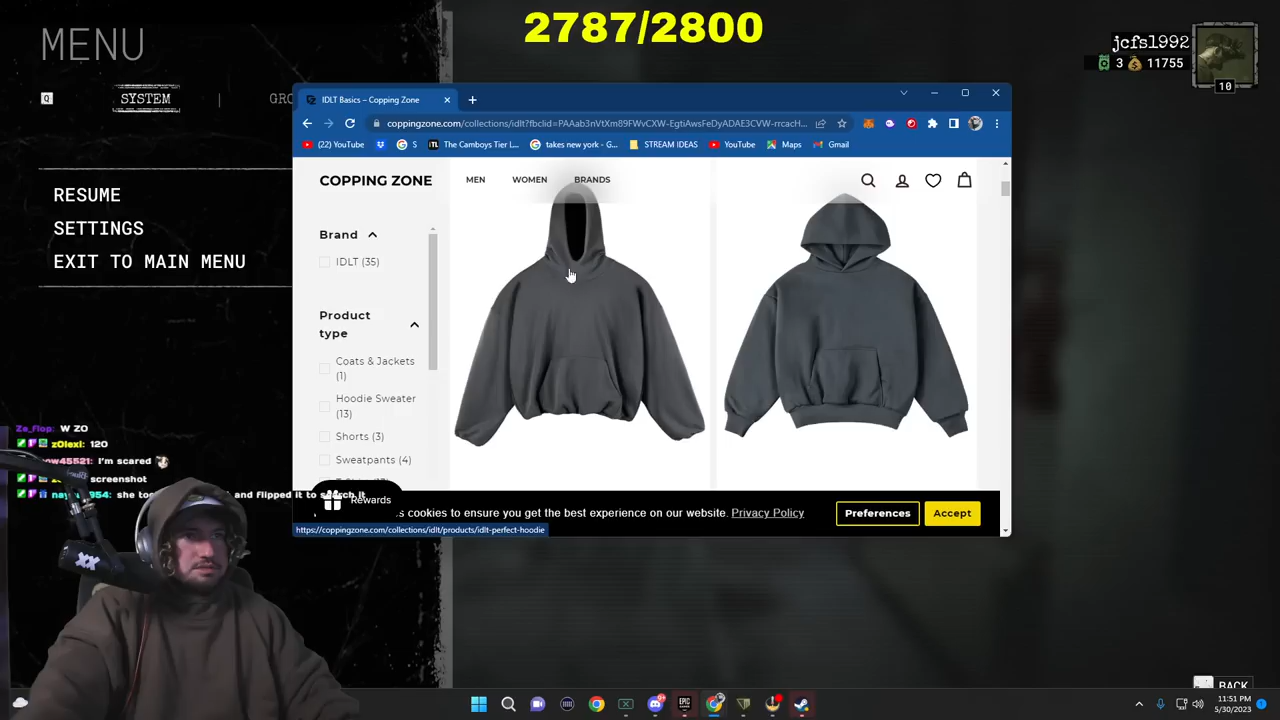 2787/2800
MENU
jcfsl992
3 11755
10
Q
SYSTEM
RESUME
SETTINGS
EXIT TO MAIN MENU
IDLT Basics – Copping Zone
coppingzone.com/collections/idlt?fbclid=PAAab3nVtXm89FWvCXW-EgtiAwsFeDyADAE3CVW-rrcacH...
(22) YouTube
S
The Camboys Tier L...
takes new york - G...
STREAM IDEAS
YouTube
Maps
Gmail
COPPING ZONE
MEN
WOMEN
BRANDS
Brand
IDLT (35)
Product
type
Coats & Jackets
(1)
Hoodie Sweater
(13)
Shorts (3)
Sweatpants (4)
Rewards
cookies to ensure you get the best experience on our website. Privacy Policy
Preferences
Accept
https://coppingzone.com/collections/idlt/products/idlt-perfect-hoodie
Ze_flop: W ZO
zOlexi: 120
I'm scared
screenshot
and flipped it to
XX
BACK
11:51 PM
5/30/2023